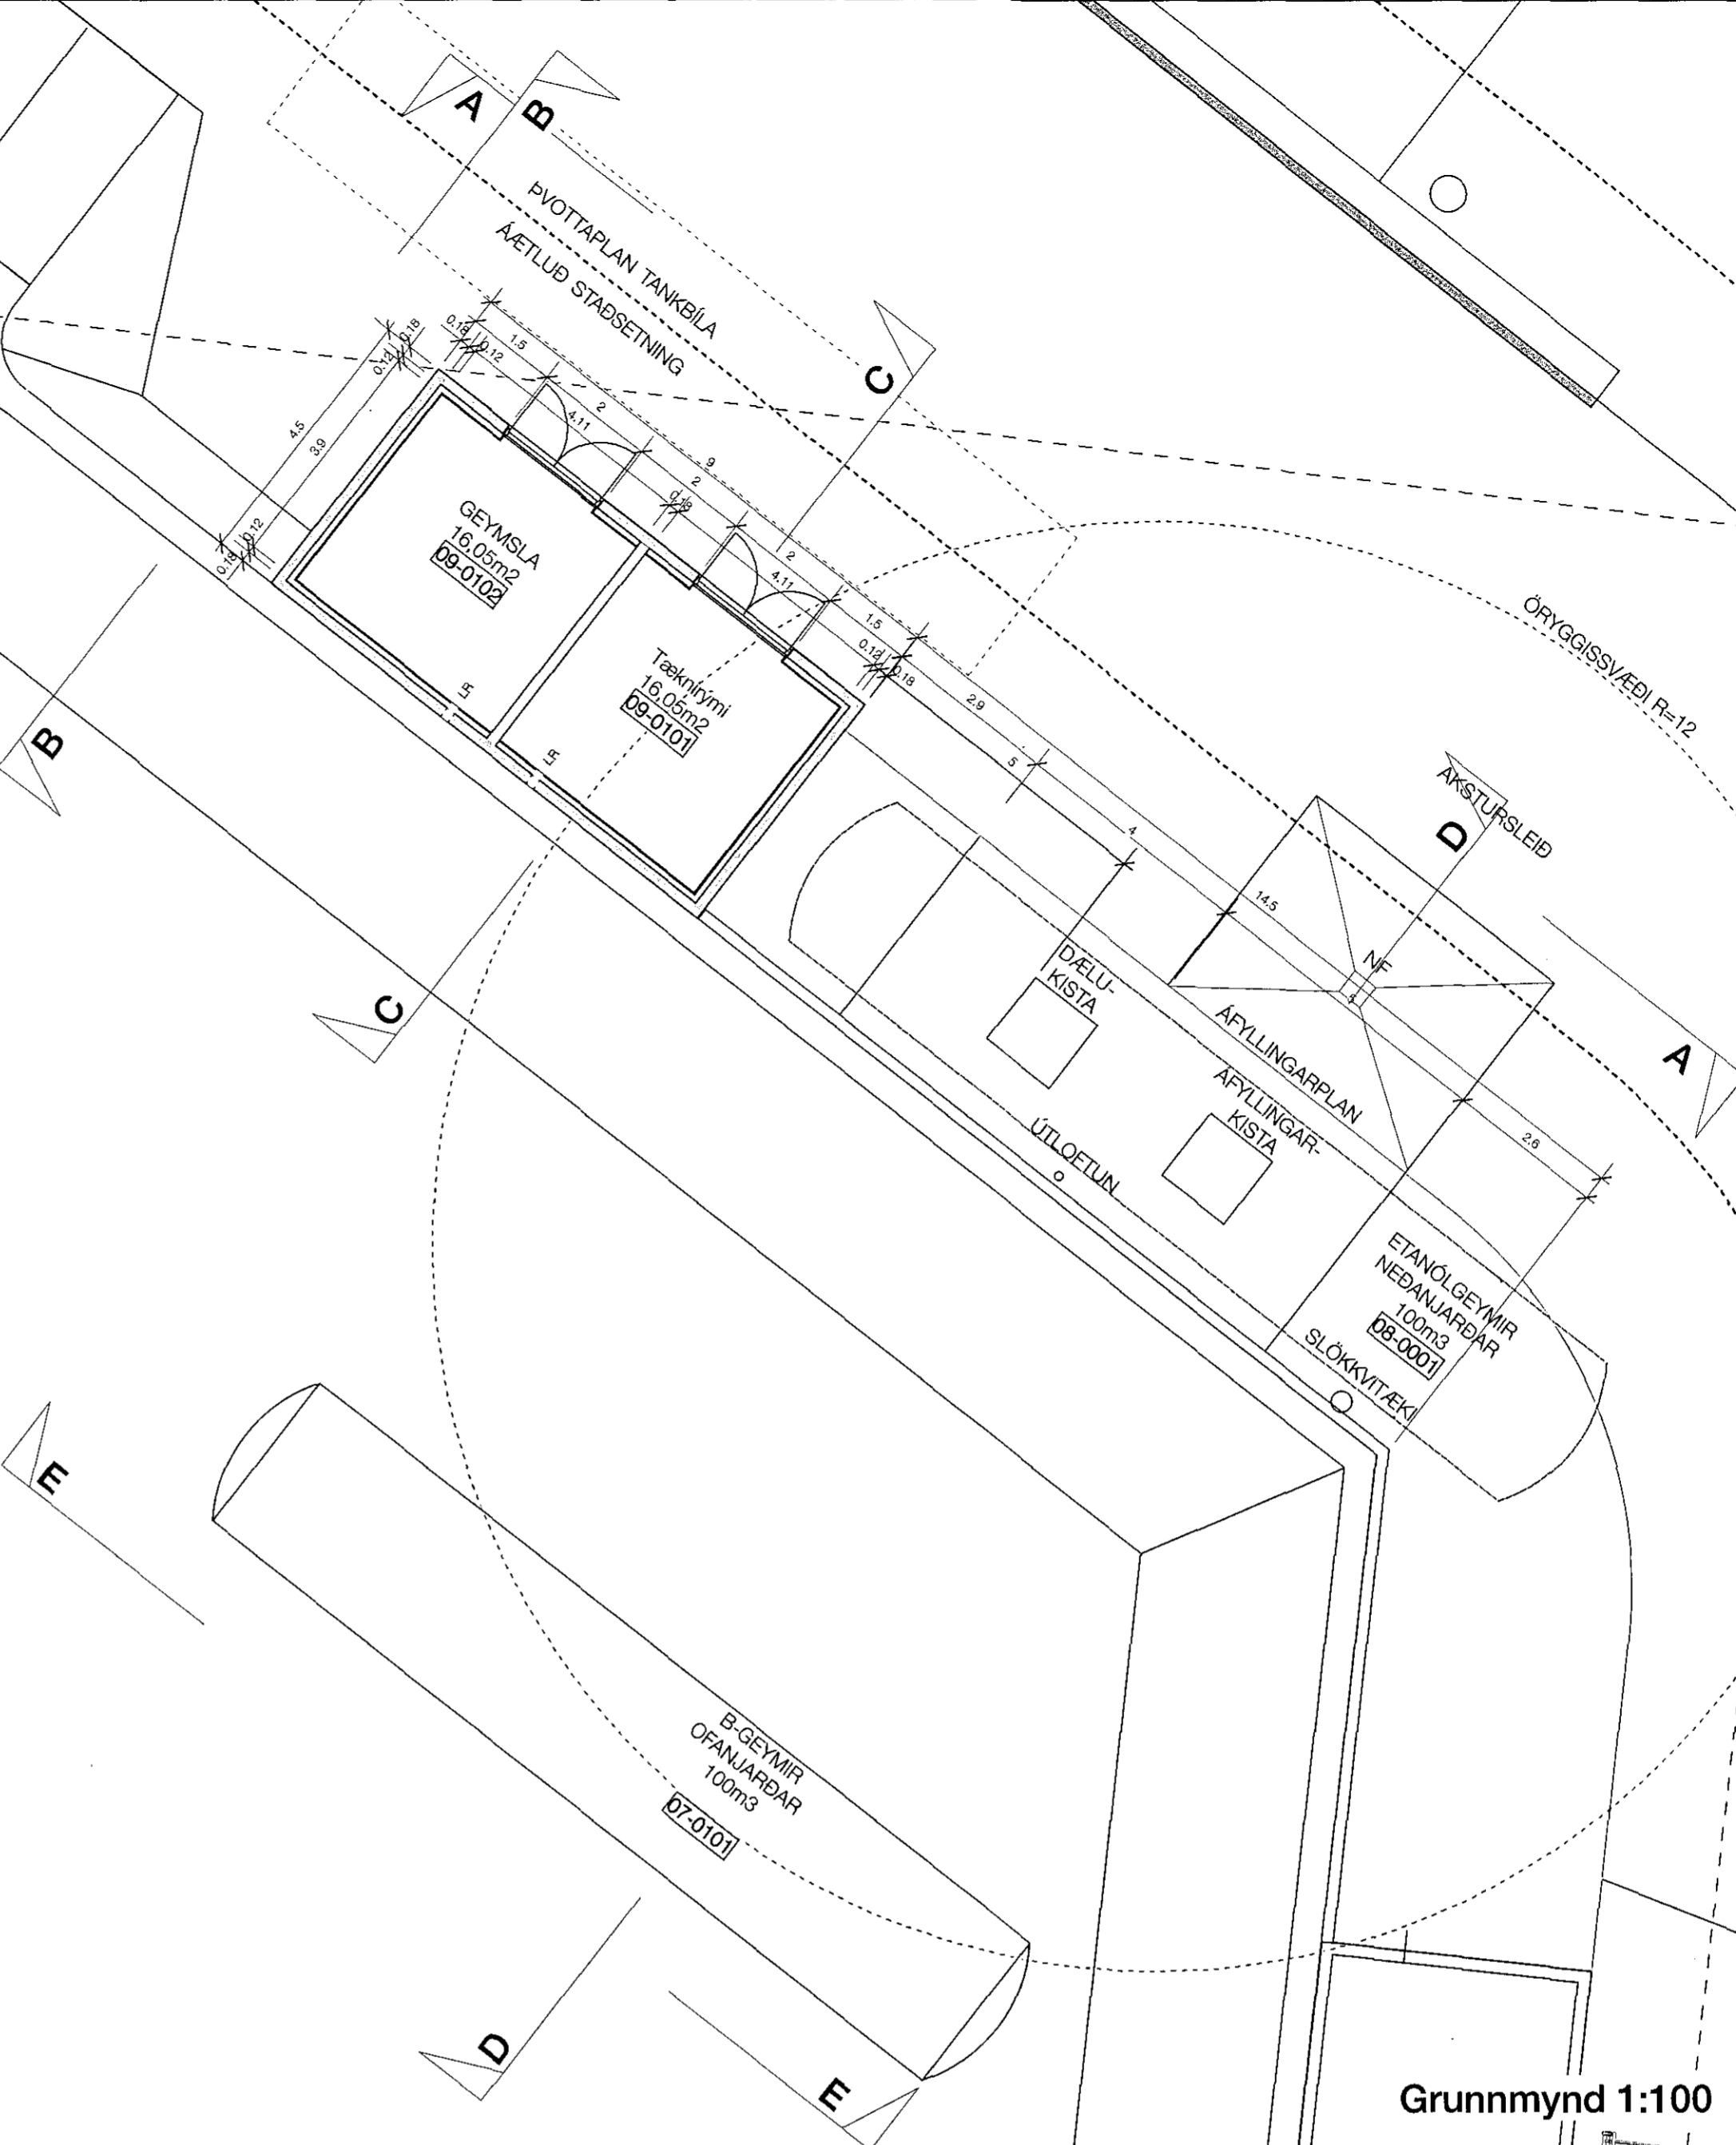 A
B
ÞVOTTAPLAN TANKBÍLA
ÁÆTLUÐ STAÐSETNING
C
0.18
0.12
4.5
3.9
0.12
0.18
0.18
0.12
1.5
2
4.11
9
2
0.18
2
4.11
1.5
0.12
0.18
2.9
5
4
14.5
5
2.6
GEYMSLA
16.05m2
09-0102
LR
Tæknirými
16.05m2
09-0101
LR
ÖRYGGISSVÆÐI R=12
AKSTURSLEIÐ
D
A
B
C
NF
DÆLU-
KISTA
ÁFYLLINGARPLAN
ÁFYLLINGAR-
KISTA
ÚTLOFTUN
ETANÓLGEYMIR
NEÐANJARÐAR
100m3
08-0001
SLÖKKVITÆKI
E
B-GEYMIR
OFANJARÐAR
100m3
07-0101
D
E
Grunnmynd 1:100